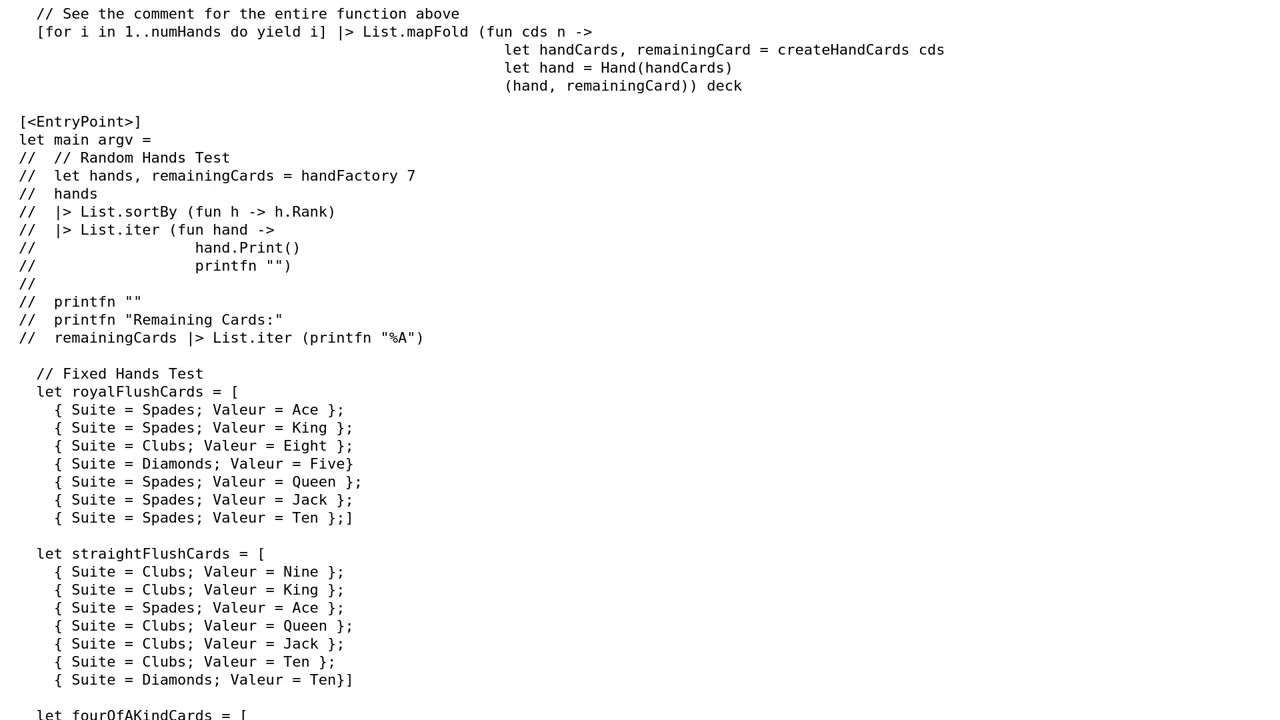 // See the comment for the entire function above
[for i in 1..numHands do yield i] |> List.mapFold (fun cds n ->
let handCards, remainingCard = createHandCards cds
let hand = Hand(handCards)
(hand, remainingCard)) deck
[<EntryPoint>]
let main argv =
//  // Random Hands Test
//  let hands, remainingCards = handFactory 7
//  hands
//  |> List.sortBy (fun h -> h.Rank)
//  |> List.iter (fun hand ->
//                  hand.Print()
//                  printfn "")
//
//  printfn ""
//  printfn "Remaining Cards:"
//  remainingCards |> List.iter (printfn "%A")
// Fixed Hands Test
let royalFlushCards = [
{ Suite = Spades; Valeur = Ace };
{ Suite = Spades; Valeur = King };
{ Suite = Clubs; Valeur = Eight };
{ Suite = Diamonds; Valeur = Five}
{ Suite = Spades; Valeur = Queen };
{ Suite = Spades; Valeur = Jack };
{ Suite = Spades; Valeur = Ten };]
let straightFlushCards = [
{ Suite = Clubs; Valeur = Nine };
{ Suite = Clubs; Valeur = King };
{ Suite = Spades; Valeur = Ace };
{ Suite = Clubs; Valeur = Queen };
{ Suite = Clubs; Valeur = Jack };
{ Suite = Clubs; Valeur = Ten };
{ Suite = Diamonds; Valeur = Ten}]
let fourOfAKindCards = [